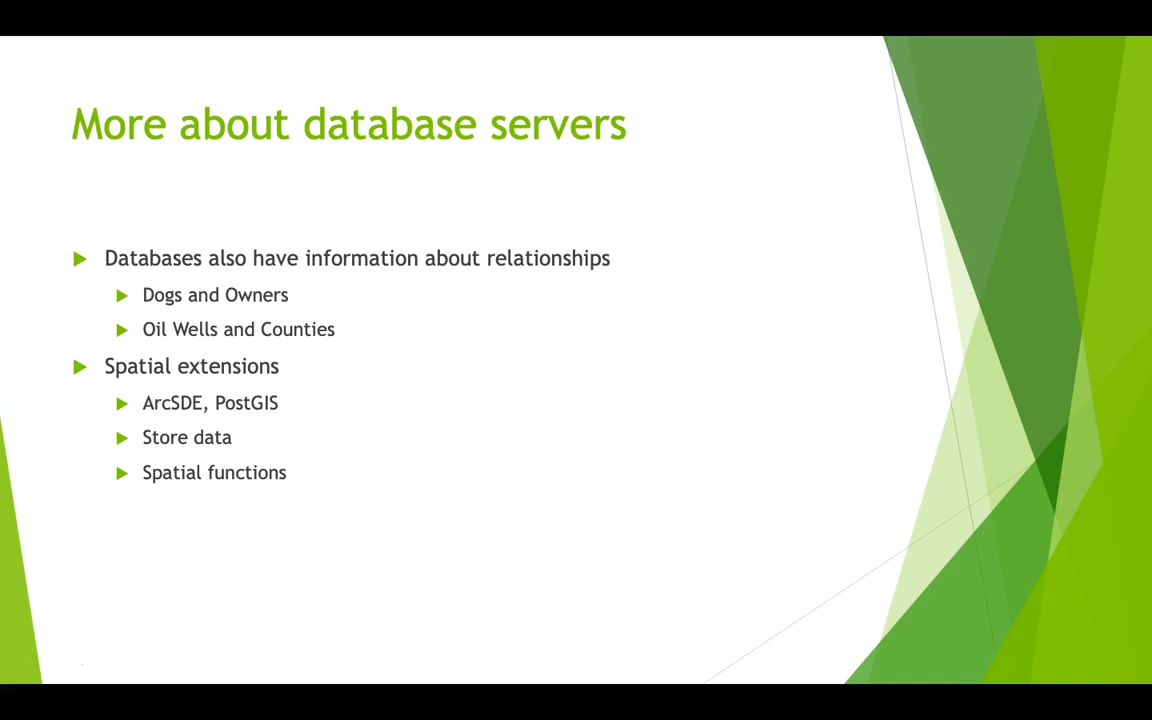 More about database servers
Databases also have information about relationships
Dogs and Owners
Oil Wells and Counties
Spatial extensions
ArcSDE, PostGIS
Store data
Spatial functions